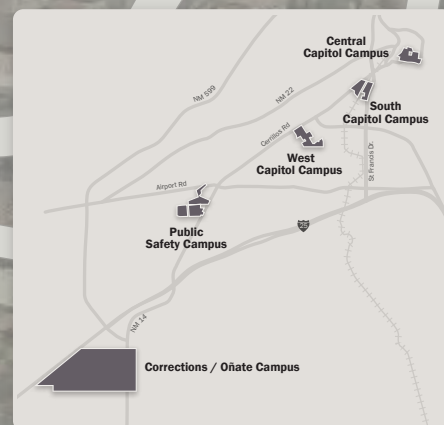 Central
Capitol Campus
NM 599
NM 22
South
Capitol Campus
Cerrillos Rd
West
Capitol Campus
St Francis Dr.
Airport Rd
Public
Safety Campus
25
NM 14
Corrections / Oñate Campus